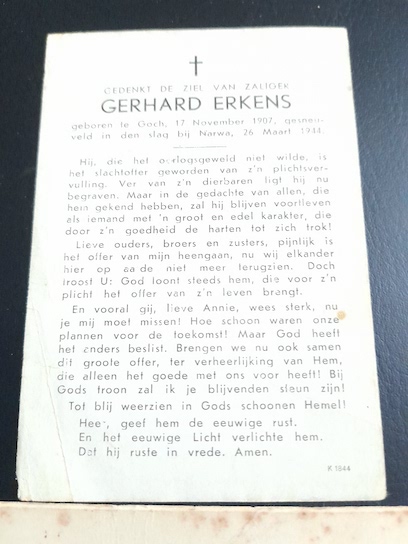 GEDENKT DE ZIEL VAN ZALIGER
GERHARD ERKENS
geboren te Goch, 17 November 1907, gesneu-
veld in den slag bij Narwa, 26 Maart 1944.
Hij, die het oorlogsgeweld niet wilde, is
het slachtoffer geworden van z'n plichtsver-
vulling. Ver van z'n dierbaren ligt hij nu
begraven. Maar in de gedachte van allen, die
hem gekend hebben, zal hij blijven voortleven
als iemand met 'n groot en edel karakter, die
door z'n goedheid de harten tot zich trok!
Lieve ouders, broers en zusters, pijnlijk is
het offer van mijn heengaan, nu wij elkander
hier op aarde niet meer terugzien. Doch
troost U: God loont steeds hem, die voor z'n
plicht het offer van z'n leven brengt.
En vooral gij, lieve Annie, wees sterk, nu
je mij moet missen! Hoe schoon waren onze
plannen voor de toekomst! Maar God heeft
het anders beslist. Brengen we nu ook samen
dit groote offer, ter verheerlijking van Hem,
die alleen het goede met ons voor heeft! Bij
Gods troon zal ik je blijvenden steun zijn!
Tot blij weerzien in Gods schoonen Hemel!
Heer, geef hem de eeuwige rust.
En het eeuwige Licht verlichte hem.
Dat hij ruste in vrede. Amen.
K 1544